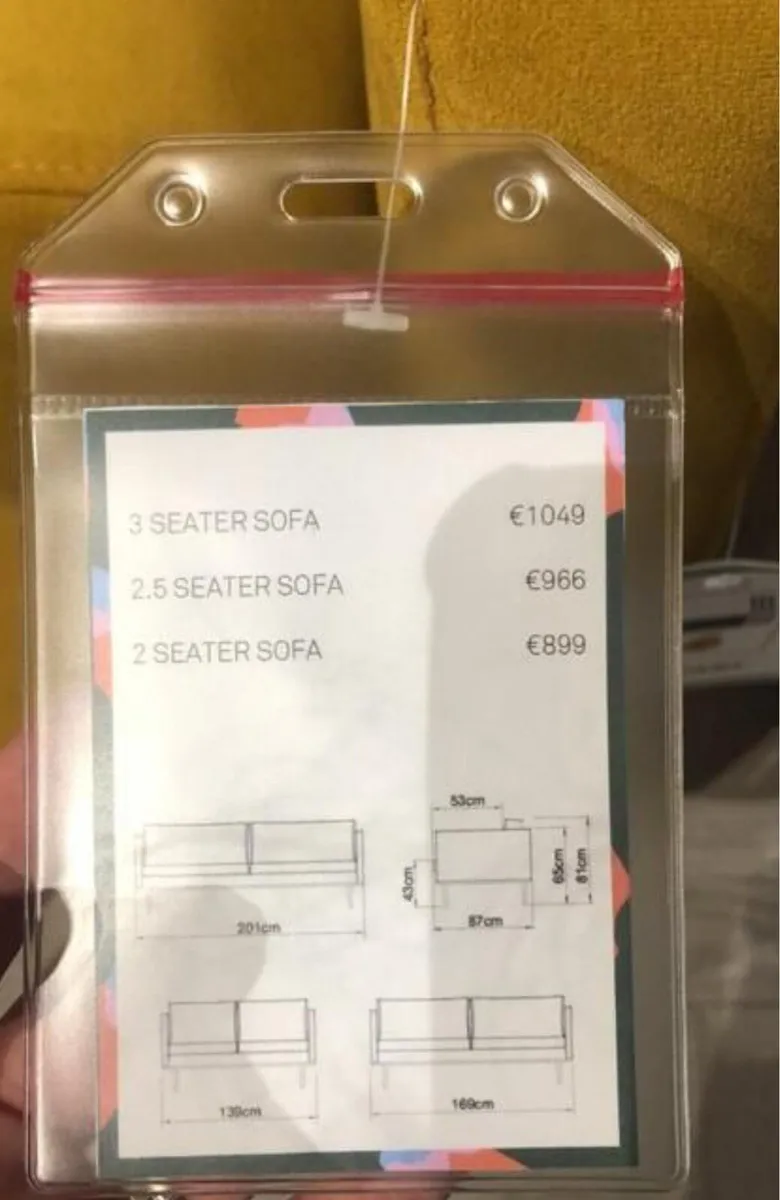 3 SEATER SOFA €1049
2.5 SEATER SOFA €966
2 SEATER SOFA €899
53cm
43cm
65cm
81cm
201cm
87cm
139cm
169cm